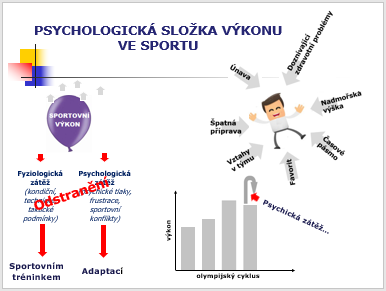 PSYCHOLOGICKÁ SLOŽKA VÝKONU
VE SPORTU
SPORTOVNÍ
VÝKON
Fyziologická
zátěž
(kondiční,
technické,
taktické
podmínky)
Psychologická
zátěž
(psychické tlaky,
frustrace,
sportovní
konflikty)
Odstranění
Sportovním
tréninkem
Adaptací
Únava
Doznívající
zdravotní problémy
Nadmořská
výška
Časové
pásmo
Favorit
Vztahy
v týmu
Špatná
příprava
výkon
olympijský cyklus
Psychická zátěž...